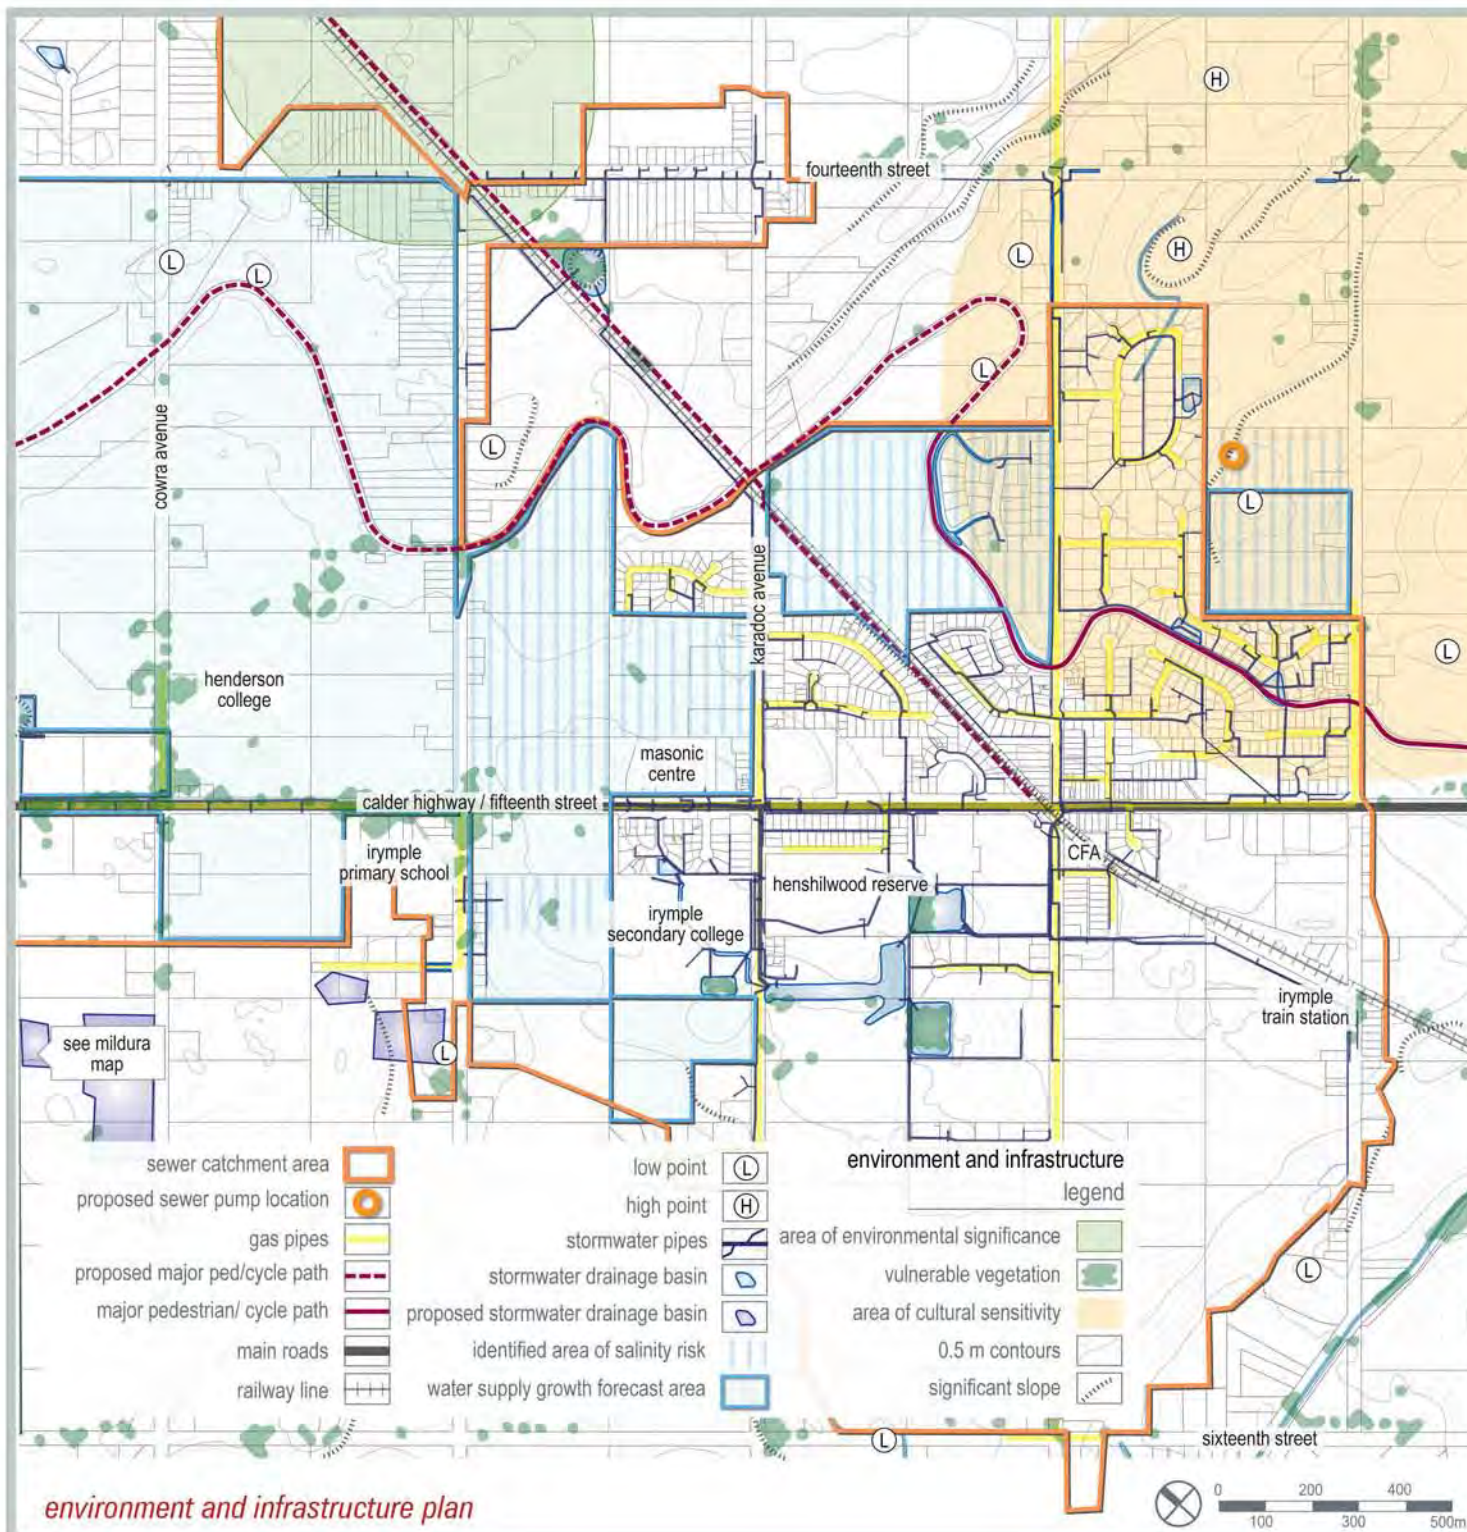 H
fourteenth street
L
L
L
H
L
cowra avenue
L
L
karadoc avenue
henderson
college
L
masonic
centre
calder highway / fifteenth street
irymple
primary school
CFA
henshilwood reserve
irymple
secondary college
irymple
train station
see mildura
map
L
environment and infrastructure
legend
sewer catchment area
proposed sewer pump location
gas pipes
proposed major ped/cycle path
major pedestrian/ cycle path
main roads
railway line
low point
L
high point
H
stormwater pipes
stormwater drainage basin
proposed stormwater drainage basin
identified area of salinity risk
water supply growth forecast area
area of environmental significance
vulnerable vegetation
area of cultural sensitivity
0.5 m contours
significant slope
L
sixteenth street
L
environment and infrastructure plan
0 200 400
100 300 500m